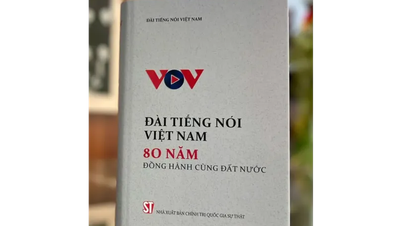 ĐÀI TIẾNG NÓI VIỆT NAM
VOV
ĐÀI TIẾNG NÓI
VIỆT NAM
80 NĂM
ĐỒNG HÀNH CÙNG ĐẤT NƯỚC
ST
NHÀ XUẤT BẢN CHÍNH TRỊ QUỐC GIA SỰ THẬT